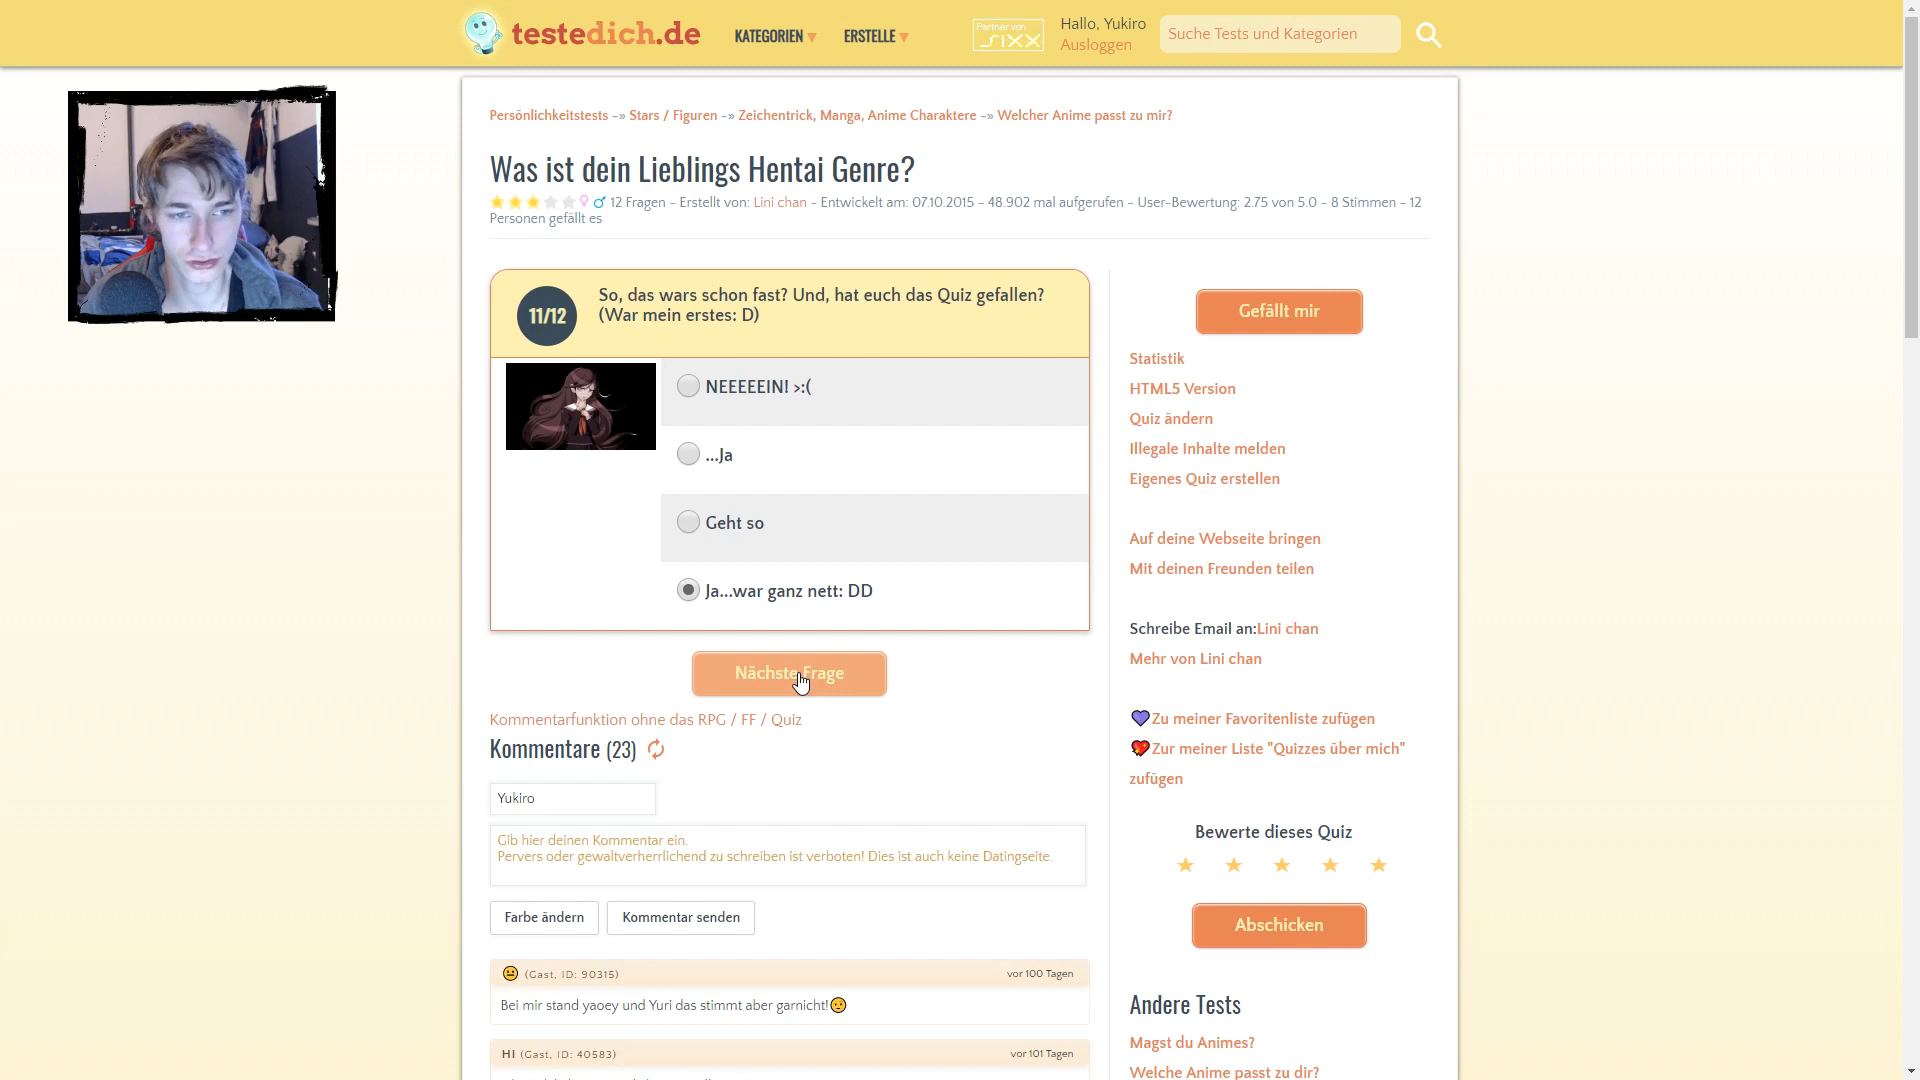 testedich.de
KATEGORIEN
ERSTELLE
Partner von
SIXX
Hallo, Yukiro
Ausloggen
Suche Tests und Kategorien
Persönlichkeitstests -» Stars / Figuren -» Zeichentrick, Manga, Anime Charaktere -» Welcher Anime passt zu mir?
Was ist dein Lieblings Hentai Genre?
12 Fragen - Erstellt von: Lini chan - Entwickelt am: 07.10.2015 - 48.902 mal aufgerufen - User-Bewertung: 2.75 von 5.0 - 8 Stimmen - 12
Personen gefällt es
11/12
So, das wars schon fast? Und, hat euch das Quiz gefallen?
(War mein erstes: D)
NEEEEEIN! >:(
...Ja
Geht so
Ja...war ganz nett: DD
Nächste Frage
Kommentarfunktion ohne das RPG / FF / Quiz
Kommentare (23)
Yukiro
Gib hier deinen Kommentar ein.
Pervers oder gewaltverherrlichend zu schreiben ist verboten! Dies ist auch keine Datingseite.
Farbe ändern
Kommentar senden
(Gast, ID: 90315)
vor 100 Tagen
Bei mir stand yaoey und Yuri das stimmt aber garnicht!
HI (Gast, ID: 40583)
vor 101 Tagen
Gefällt mir
Statistik
HTML5 Version
Quiz ändern
Illegale Inhalte melden
Eigenes Quiz erstellen
Auf deine Webseite bringen
Mit deinen Freunden teilen
Schreibe Email an:Lini chan
Mehr von Lini chan
Zu meiner Favoritenliste zufügen
Zur meiner Liste "Quizzes über mich"
zufügen
Bewerte dieses Quiz
Abschicken
Andere Tests
Magst du Animes?
Welche Anime passt zu dir?